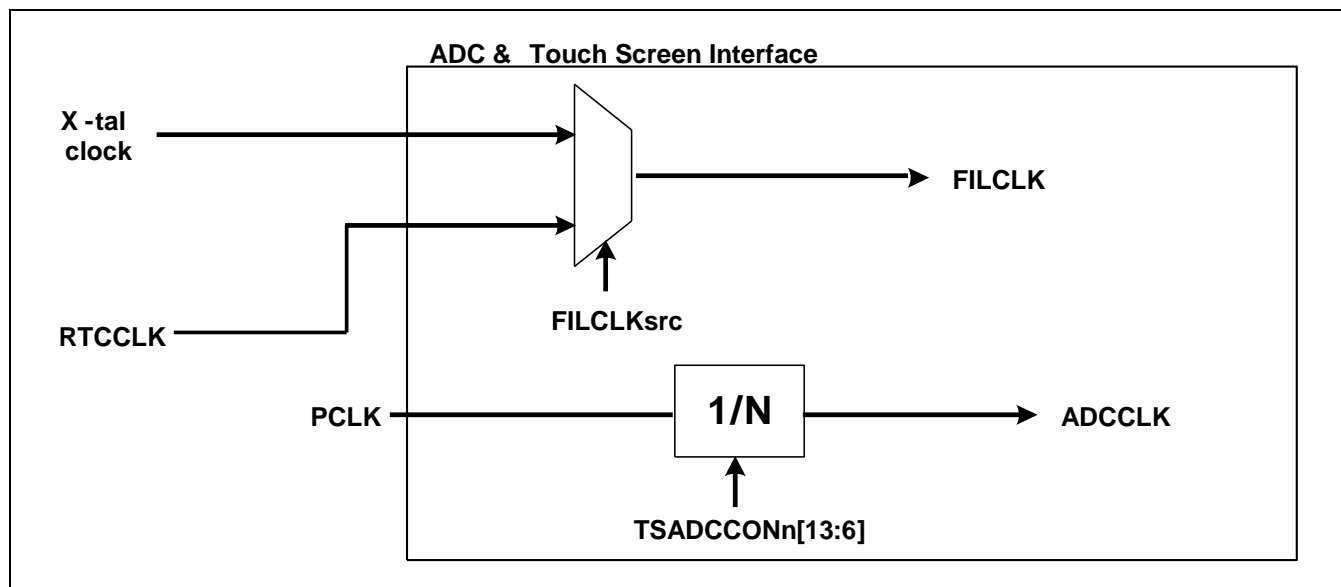 ADC & Touch Screen Interface
X -tal
clock
FILCLK
FILCLKsrc
RTCCLK
PCLK
1/N
ADCCLK
TSADCCONn[13:6]